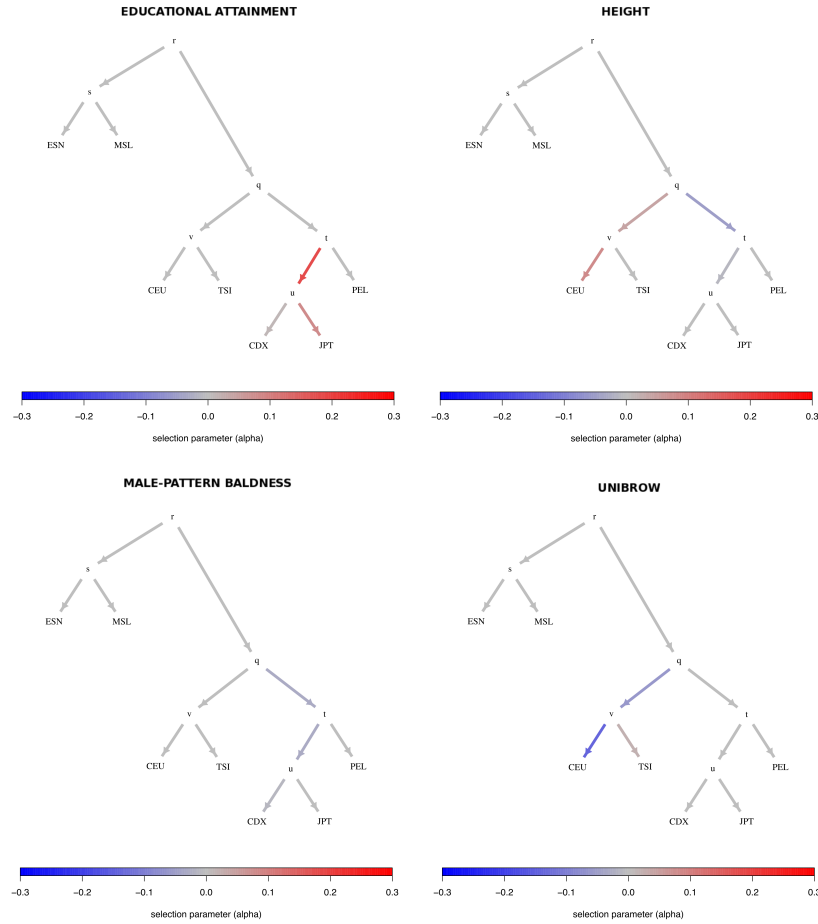 EDUCATIONAL ATTAINMENT
r
s
ESN MSL
q
v t
CEU TSI u PEL
CDX JPT
−0.3 −0.2 −0.1 0.0 0.1 0.2 0.3
selection parameter (alpha)
HEIGHT
r
s
ESN MSL
q
v t
CEU TSI u PEL
CDX JPT
−0.3 −0.2 −0.1 0.0 0.1 0.2 0.3
selection parameter (alpha)
MALE-PATTERN BALDNESS
r
s
ESN MSL
q
v t
CEU TSI u PEL
CDX JPT
−0.3 −0.2 −0.1 0.0 0.1 0.2 0.3
selection parameter (alpha)
UNIBROW
r
s
ESN MSL
q
v t
CEU TSI u PEL
CDX JPT
−0.3 −0.2 −0.1 0.0 0.1 0.2 0.3
selection parameter (alpha)